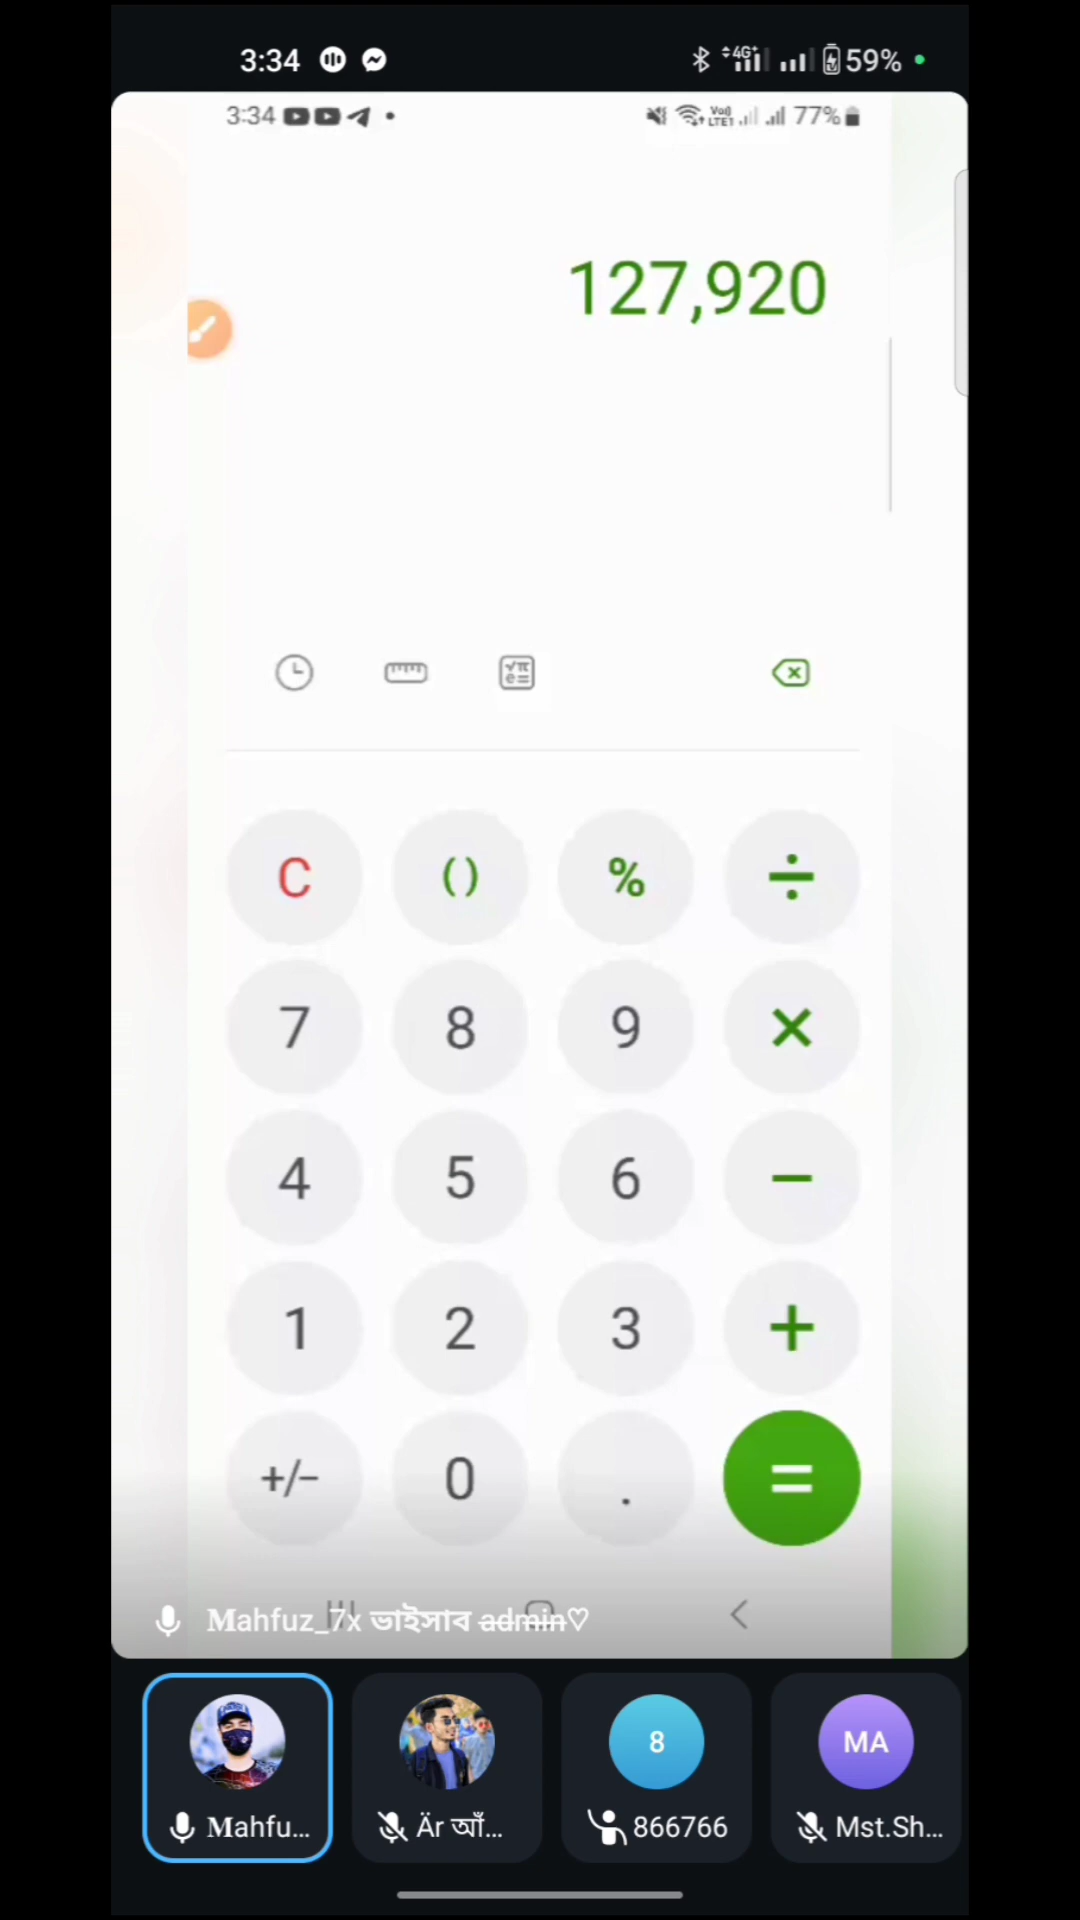 3:34 59%
3:34 77%
127,920
C ( ) % ÷
7 8 9 ×
4 5 6 −
1 2 3 +
+/− 0 . =
Mahfuz_7x ভাইসাব admin♡
8 MA
Mahfu... Är আঁ... 866766 Mst.Sh...